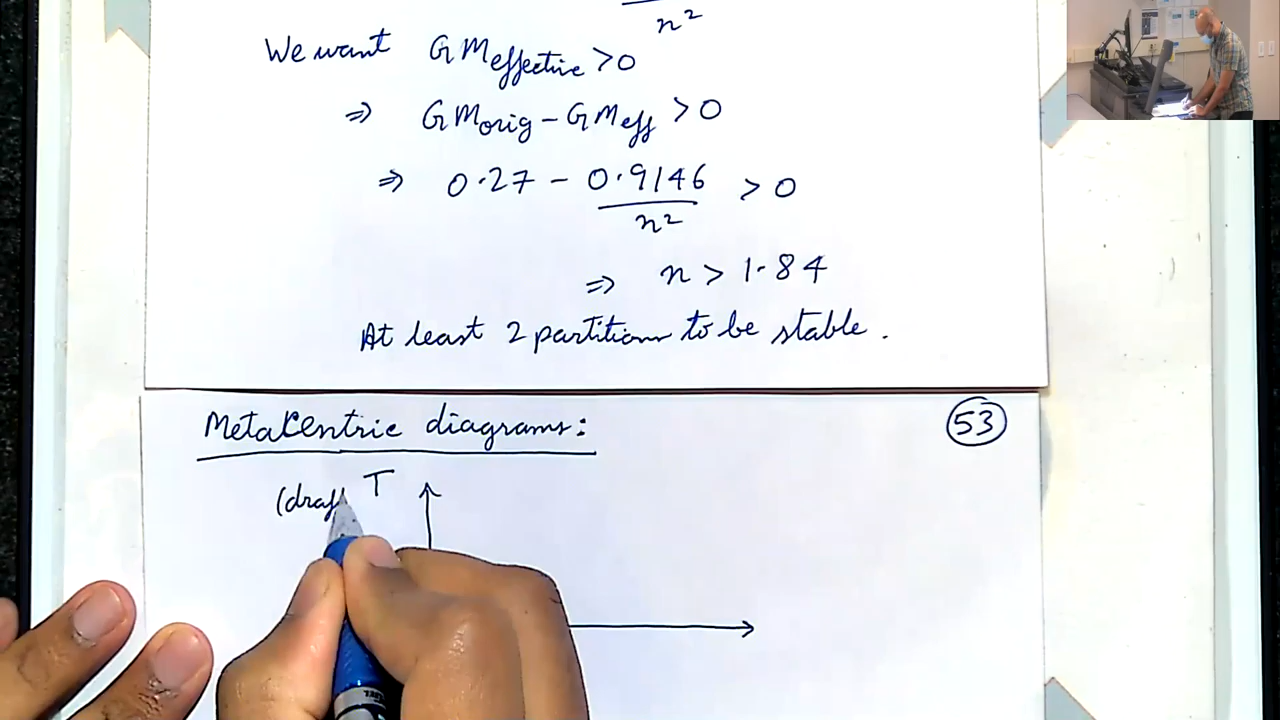 n²
We want GMeffective > 0
⇒ GMorig - GMeff > 0
⇒ 0.27 - 0.9146 / n² > 0
⇒ n > 1.84
At least 2 partitions to be stable.
Metacentric diagrams: 53
T
(draf